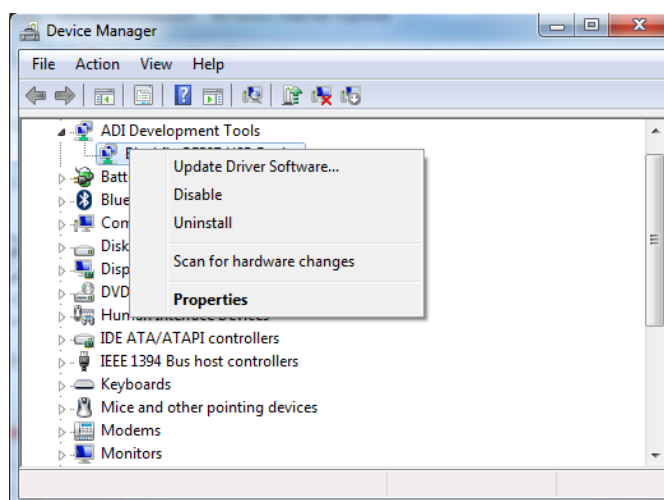 Device Manager
File Action View Help
ADI Development Tools
Update Driver Software...
Disable
Uninstall
Scan for hardware changes
Properties
IDE ATA/ATAPI controllers
IEEE 1394 Bus host controllers
Keyboards
Mice and other pointing devices
Modems
Monitors